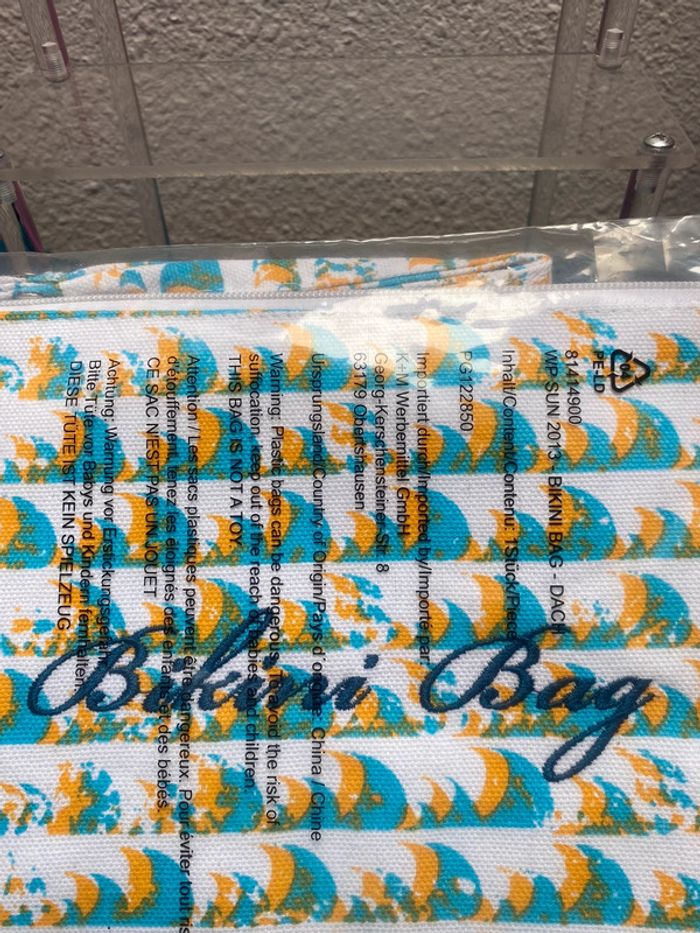 04
PE-LD
81414900
WP SUN 2013 - BIKINI BAG - DACH
Inhalt/Content/Contenu: 1Stück/Piece
PG122850
Importiert durch/Imported by/Importé par:
K+M Werbemittel GmbH
Georg-Kerschensteiner-Str. 8
63179 Obertshausen
Ursprungsland/Country of Origin/Pays d'origine: China / Chine
Warning: Plastic bags can be dangerous. To avoid the risk of
suffocation, keep out of the reach of babies and children.
THIS BAG IS NOT A TOY.
Attention! Les sacs plastiques peuvent être dangereux. Pour éviter tout ris
d'étouffement, tenez-les éloignés des enfants et des bébés.
CE SAC N'EST PAS UN JOUET
Achtung: Warnung vor Erstickungsgefahr!
Bitte Tüte vor Babys und Kindern fernhalten.
DIESE TÜTE IST KEIN SPIELZEUG.
Bikini Bag